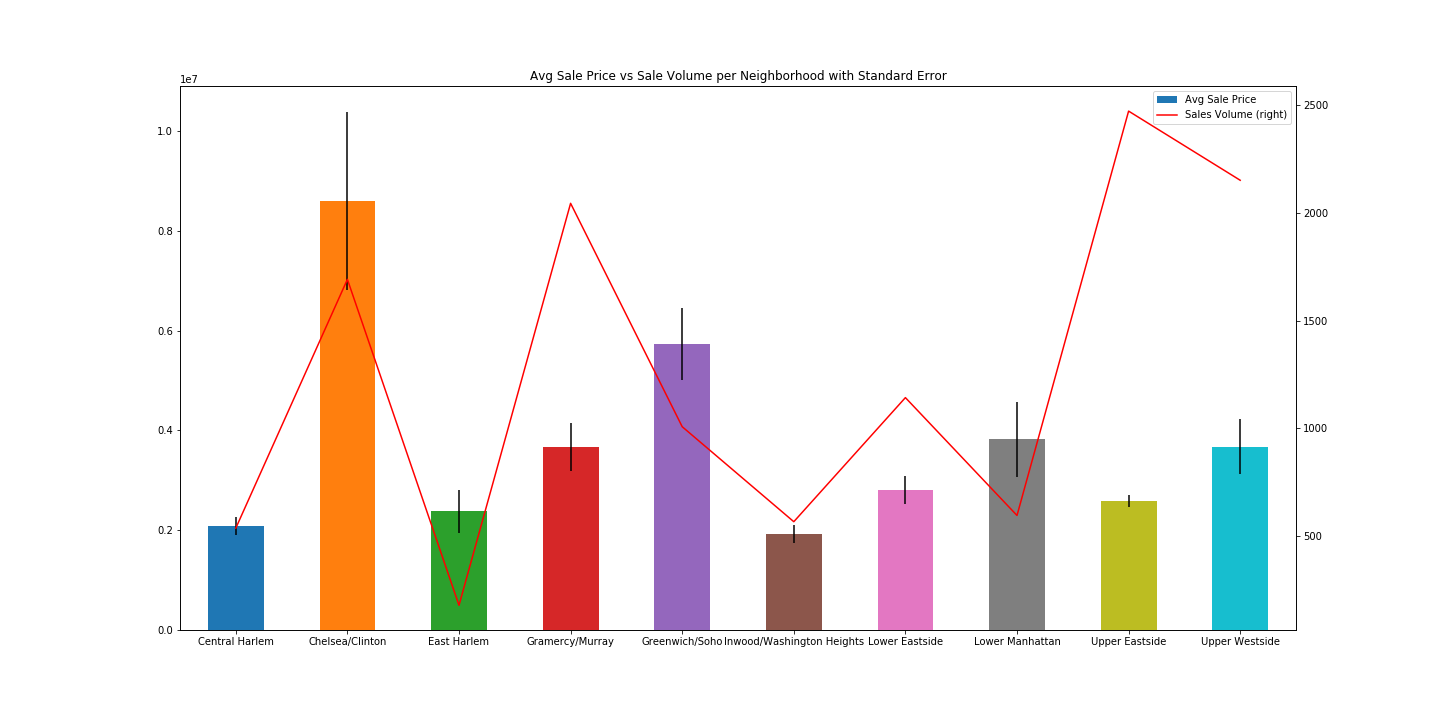 Avg Sale Price vs Sale Volume per Neighborhood with Standard Error
1e7
Avg Sale Price
Sales Volume (right)
1.0
0.8
0.6
0.4
0.2
0.0
2500
2000
1500
1000
500
Central Harlem
Chelsea/Clinton
East Harlem
Gramercy/Murray
Greenwich/Soho
Inwood/Washington Heights
Lower Eastside
Lower Manhattan
Upper Eastside
Upper Westside